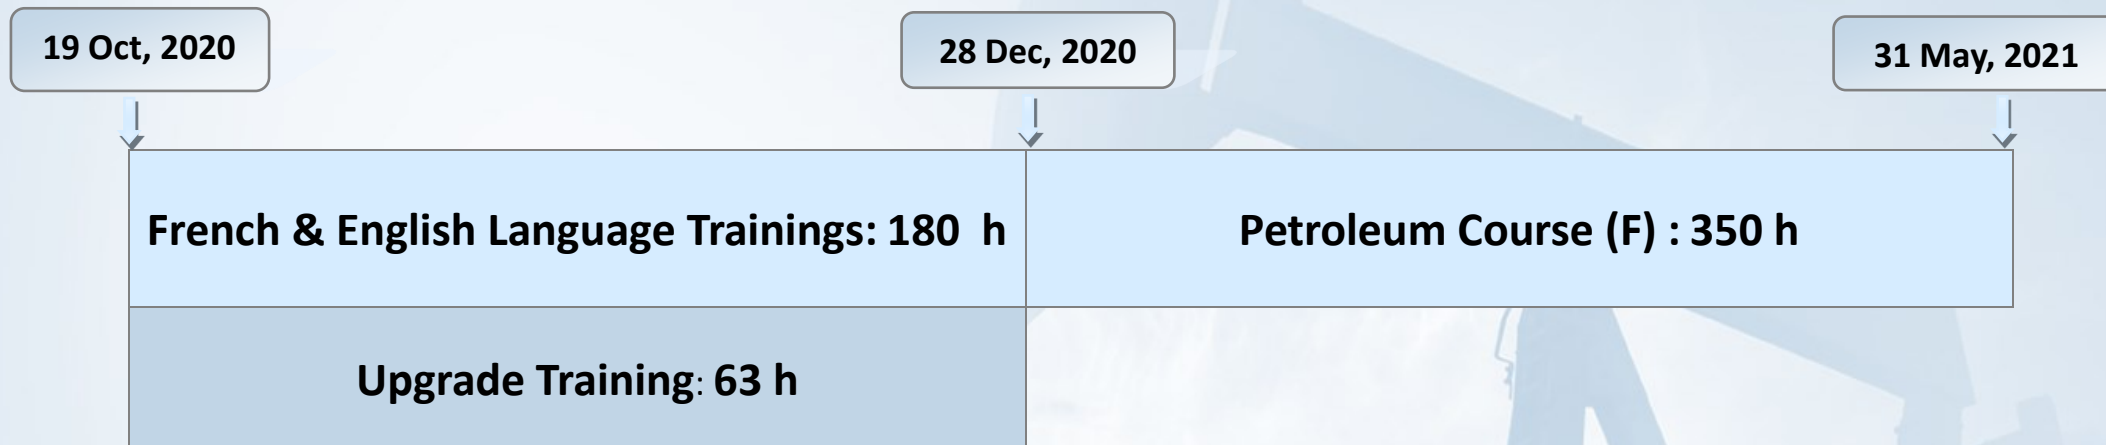 19 Oct, 2020
28 Dec, 2020
31 May, 2021
French & English Language Trainings: 180 h
Petroleum Course (F) : 350 h
Upgrade Training: 63 h